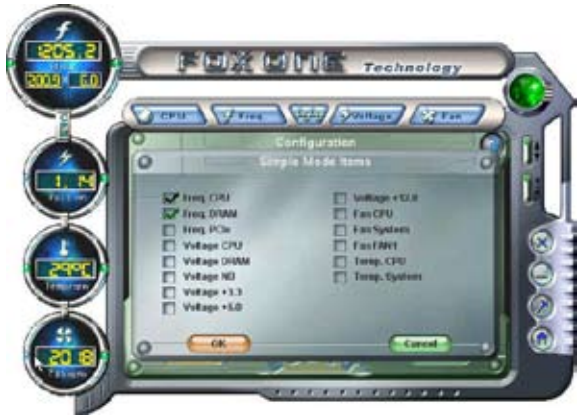 1205.2
200.9 6.0
FOX ONE Technology
CPU Freq. Voltage Fan
1.14
Configuration
Simple Mode Items
Freq. CPU
Freq. DRAM
Freq. PCIe
Voltage CPU
Voltage DRAM
Voltage NB
Voltage +3.3
Voltage +5.0
Voltage +12.0
Fan CPU
Fan System
Fan FAN1
Temp. CPU
Temp. System
29°C
2018
OK Cancel